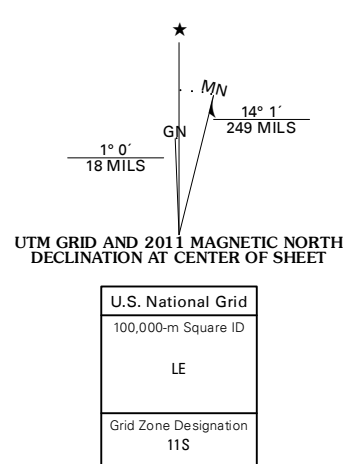 ★
MN
GN
14° 1´
249 MILS
1° 0´
18 MILS
UTM GRID AND 2011 MAGNETIC NORTH
DECLINATION AT CENTER OF SHEET
U.S. National Grid
100,000-m Square ID
LE
Grid Zone Designation
11S